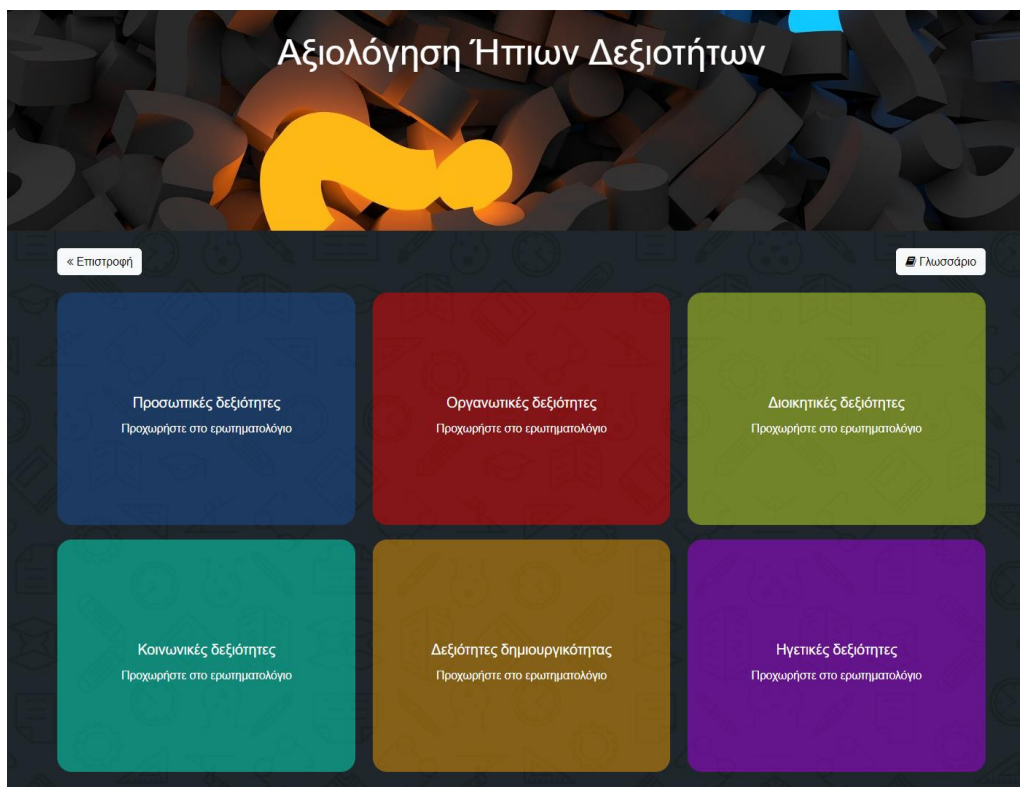 Αξιολόγηση Ήπιων Δεξιοτήτων
« Επιστροφή
Γλωσσάριο
Προσωπικές δεξιότητες
Προχωρήστε στο ερωτηματολόγιο
Οργανωτικές δεξιότητες
Προχωρήστε στο ερωτηματολόγιο
Διοικητικές δεξιότητες
Προχωρήστε στο ερωτηματολόγιο
Κοινωνικές δεξιότητες
Προχωρήστε στο ερωτηματολόγιο
Δεξιότητες δημιουργικότητας
Προχωρήστε στο ερωτηματολόγιο
Ηγετικές δεξιότητες
Προχωρήστε στο ερωτηματολόγιο